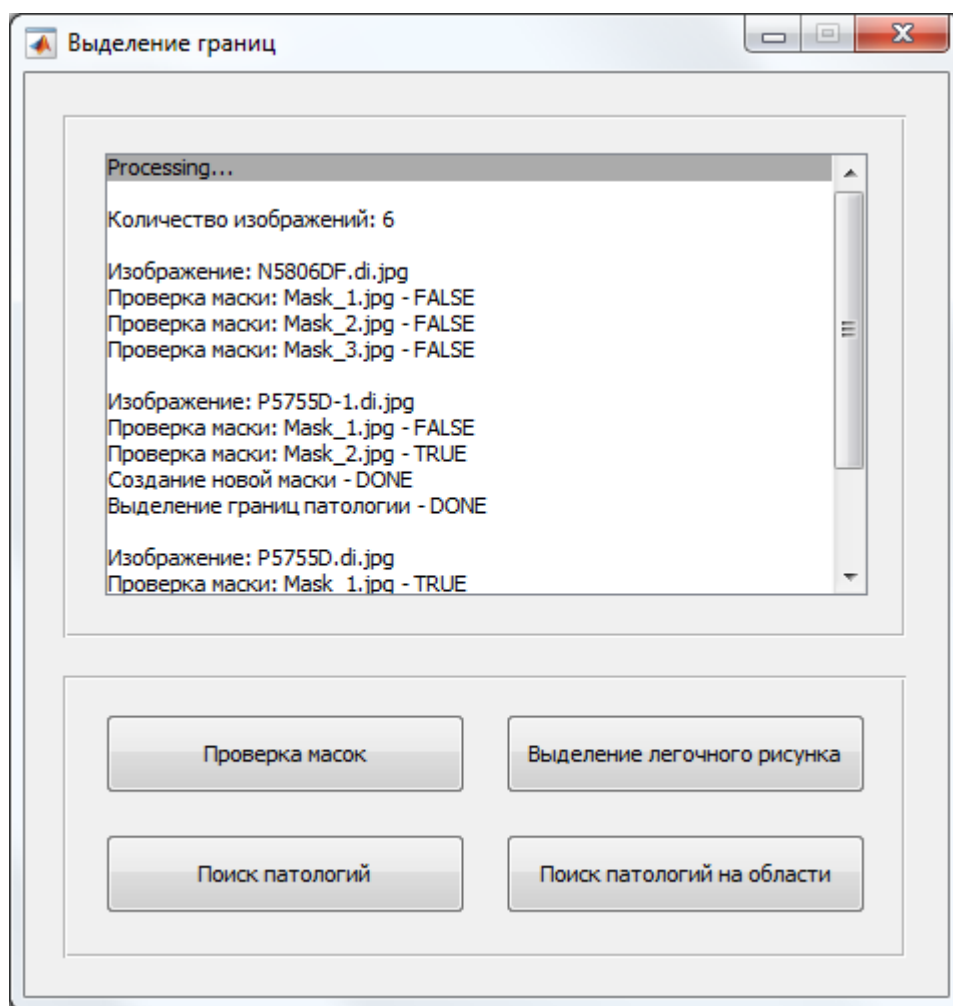 Выделение границ
Processing...
Количество изображений: 6
Изображение: N5806DF.di.jpg
Проверка маски: Mask_1.jpg - FALSE
Проверка маски: Mask_2.jpg - FALSE
Проверка маски: Mask_3.jpg - FALSE
Изображение: P5755D-1.di.jpg
Проверка маски: Mask_1.jpg - FALSE
Проверка маски: Mask_2.jpg - TRUE
Создание новой маски - DONE
Выделение границ патологии - DONE
Изображение: P5755D.di.jpg
Проверка маски: Mask_1.jpg - TRUE
Проверка масок
Выделение легочного рисунка
Поиск патологий
Поиск патологий на области